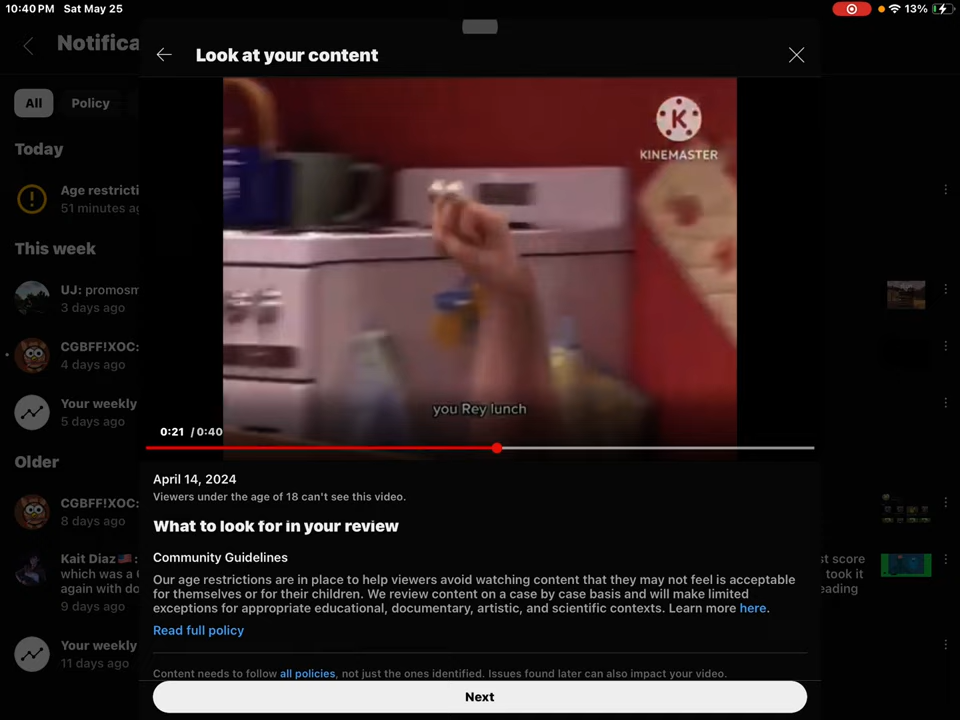 10:40 PM Sat May 25
13%
Notifica
Look at your content
All
Policy
K
KINEMASTER
Today
Age restricti
51 minutes a
This week
UJ: promosm
3 days ago
CGBFF!XOC:
4 days ago
Your weekly
5 days ago
you Rey lunch
0:21 / 0:40
Older
April 14, 2024
Viewers under the age of 18 can't see this video.
CGBFF!XOC:
8 days ago
What to look for in your review
Community Guidelines
Kait Diaz🇺🇸:
which was a
again with do
9 days ago
st score
took it
eading
Our age restrictions are in place to help viewers avoid watching content that they may not feel is acceptable
for themselves or for their children. We review content on a case by case basis and will make limited
exceptions for appropriate educational, documentary, artistic, and scientific contexts. Learn more here.
Read full policy
Your weekly
11 days ago
Content needs to follow all policies, not just the ones identified. Issues found later can also impact your video.
Next